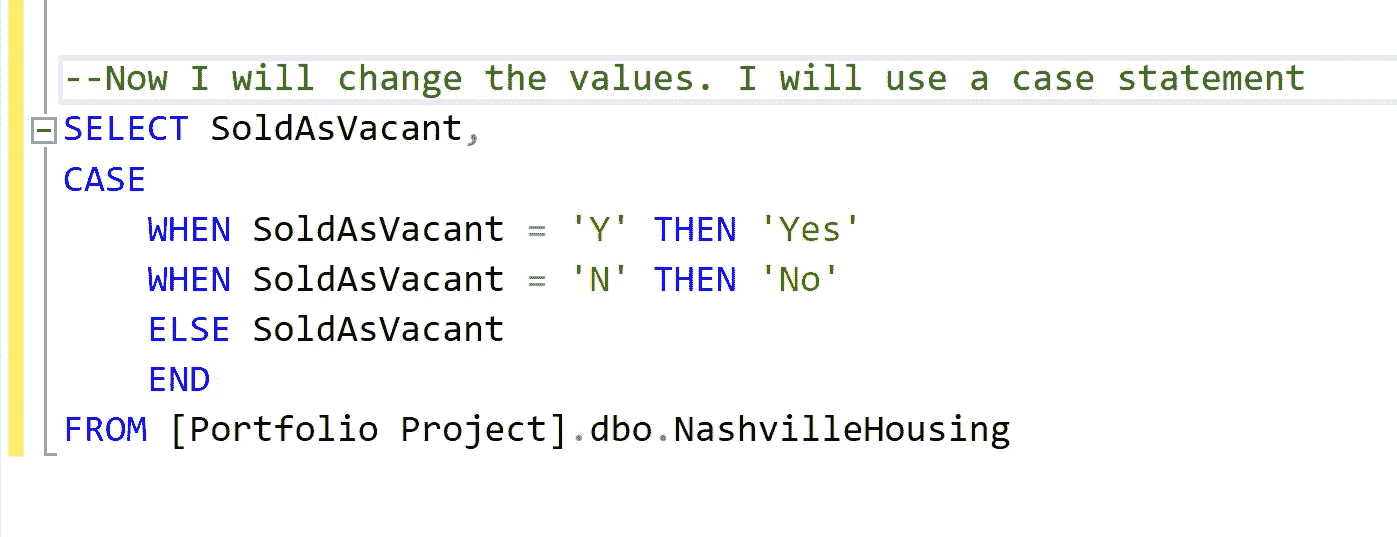 --Now I will change the values. I will use a case statement
SELECT SoldAsVacant,
CASE
    WHEN SoldAsVacant = 'Y' THEN 'Yes'
    WHEN SoldAsVacant = 'N' THEN 'No'
    ELSE SoldAsVacant
    END
FROM [Portfolio Project].dbo.NashvilleHousing